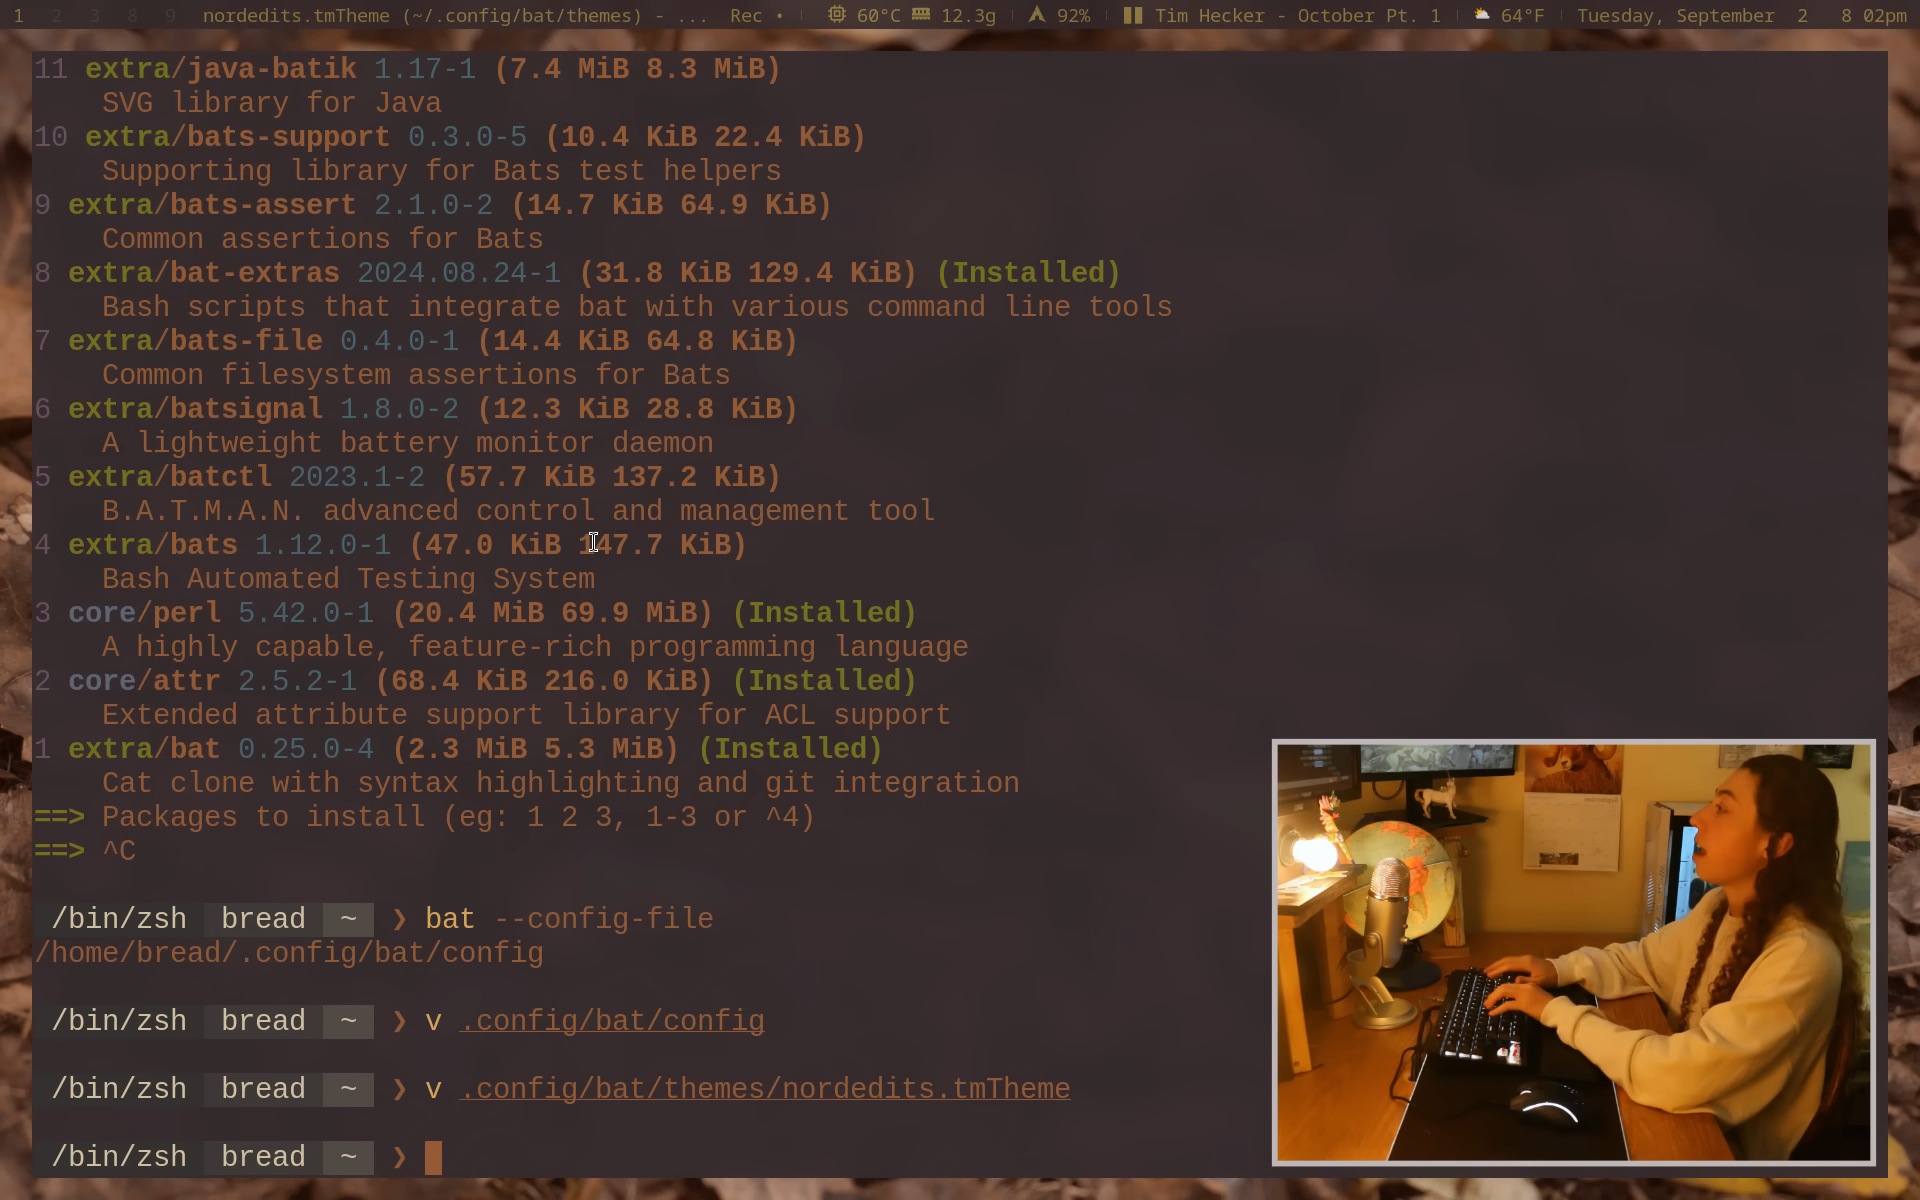 1 2 3 8 9 nordedits.tmTheme (~/.config/bat/themes) - ... Rec • 60°C 12.3g 92% Tim Hecker - October Pt. 1 64°F Tuesday, September 2 8 02pm
11 extra/java-batik 1.17-1 (7.4 MiB 8.3 MiB)
SVG library for Java
10 extra/bats-support 0.3.0-5 (10.4 KiB 22.4 KiB)
Supporting library for Bats test helpers
9 extra/bats-assert 2.1.0-2 (14.7 KiB 64.9 KiB)
Common assertions for Bats
8 extra/bat-extras 2024.08.24-1 (31.8 KiB 129.4 KiB) (Installed)
Bash scripts that integrate bat with various command line tools
7 extra/bats-file 0.4.0-1 (14.4 KiB 64.8 KiB)
Common filesystem assertions for Bats
6 extra/batsignal 1.8.0-2 (12.3 KiB 28.8 KiB)
A lightweight battery monitor daemon
5 extra/batctl 2023.1-2 (57.7 KiB 137.2 KiB)
B.A.T.M.A.N. advanced control and management tool
4 extra/bats 1.12.0-1 (47.0 KiB 147.7 KiB)
Bash Automated Testing System
3 core/perl 5.42.0-1 (20.4 MiB 69.9 MiB) (Installed)
A highly capable, feature-rich programming language
2 core/attr 2.5.2-1 (68.4 KiB 216.0 KiB) (Installed)
Extended attribute support library for ACL support
1 extra/bat 0.25.0-4 (2.3 MiB 5.3 MiB) (Installed)
Cat clone with syntax highlighting and git integration
==> Packages to install (eg: 1 2 3, 1-3 or ^4)
==> ^C
/bin/zsh bread ~ ❯ bat --config-file
/home/bread/.config/bat/config
/bin/zsh bread ~ ❯ v .config/bat/config
/bin/zsh bread ~ ❯ v .config/bat/themes/nordedits.tmTheme
/bin/zsh bread ~ ❯